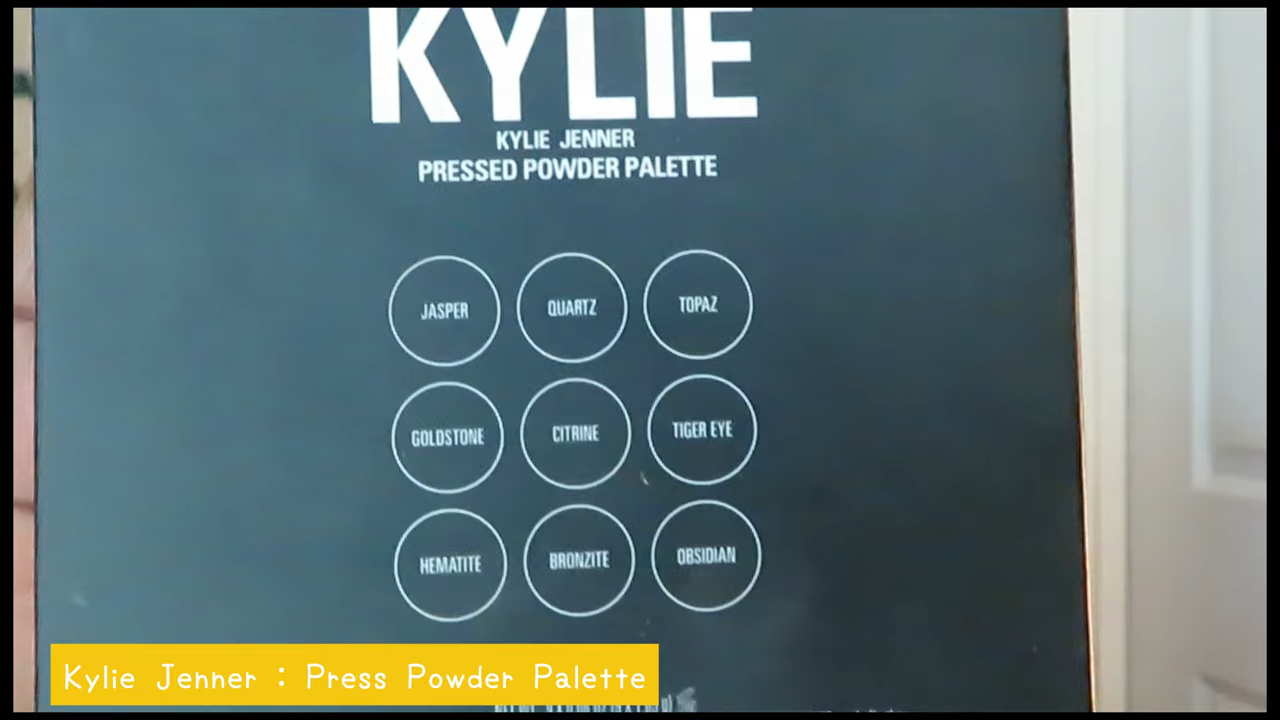 KYLIE
KYLIE JENNER
PRESSED POWDER PALETTE
JASPER QUARTZ TOPAZ
GOLDSTONE CITRINE TIGER EYE
HEMATITE BRONZITE OBSIDIAN
Kylie Jenner : Press Powder Palette